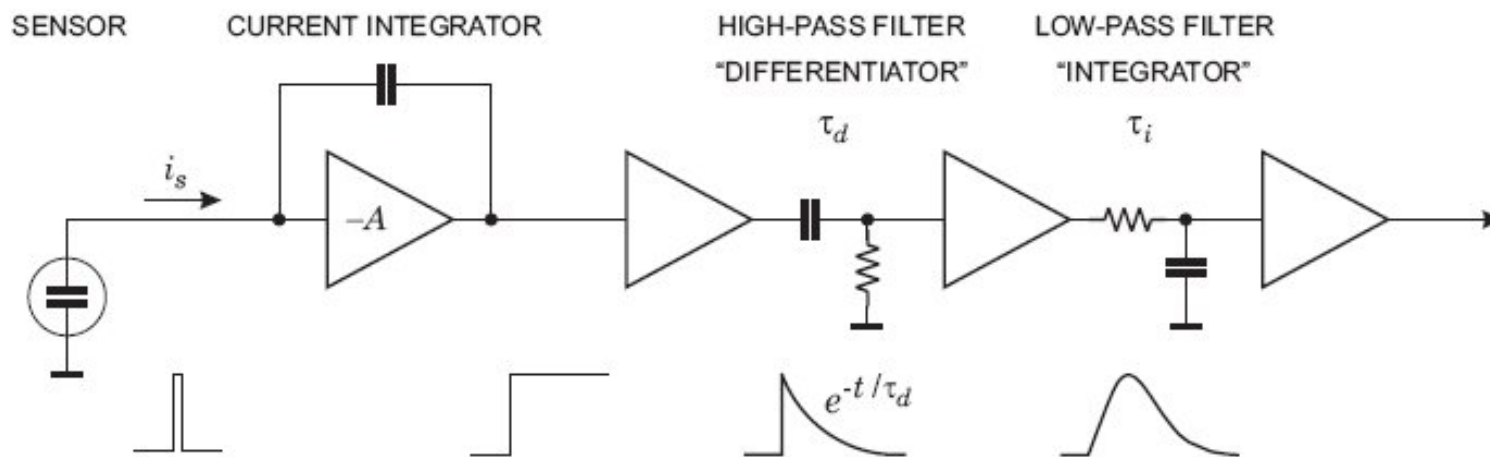 SENSOR
CURRENT INTEGRATOR
HIGH-PASS FILTER
"DIFFERENTIATOR"
LOW-PASS FILTER
"INTEGRATOR"
τd
τi
is
–A
e-t /τd